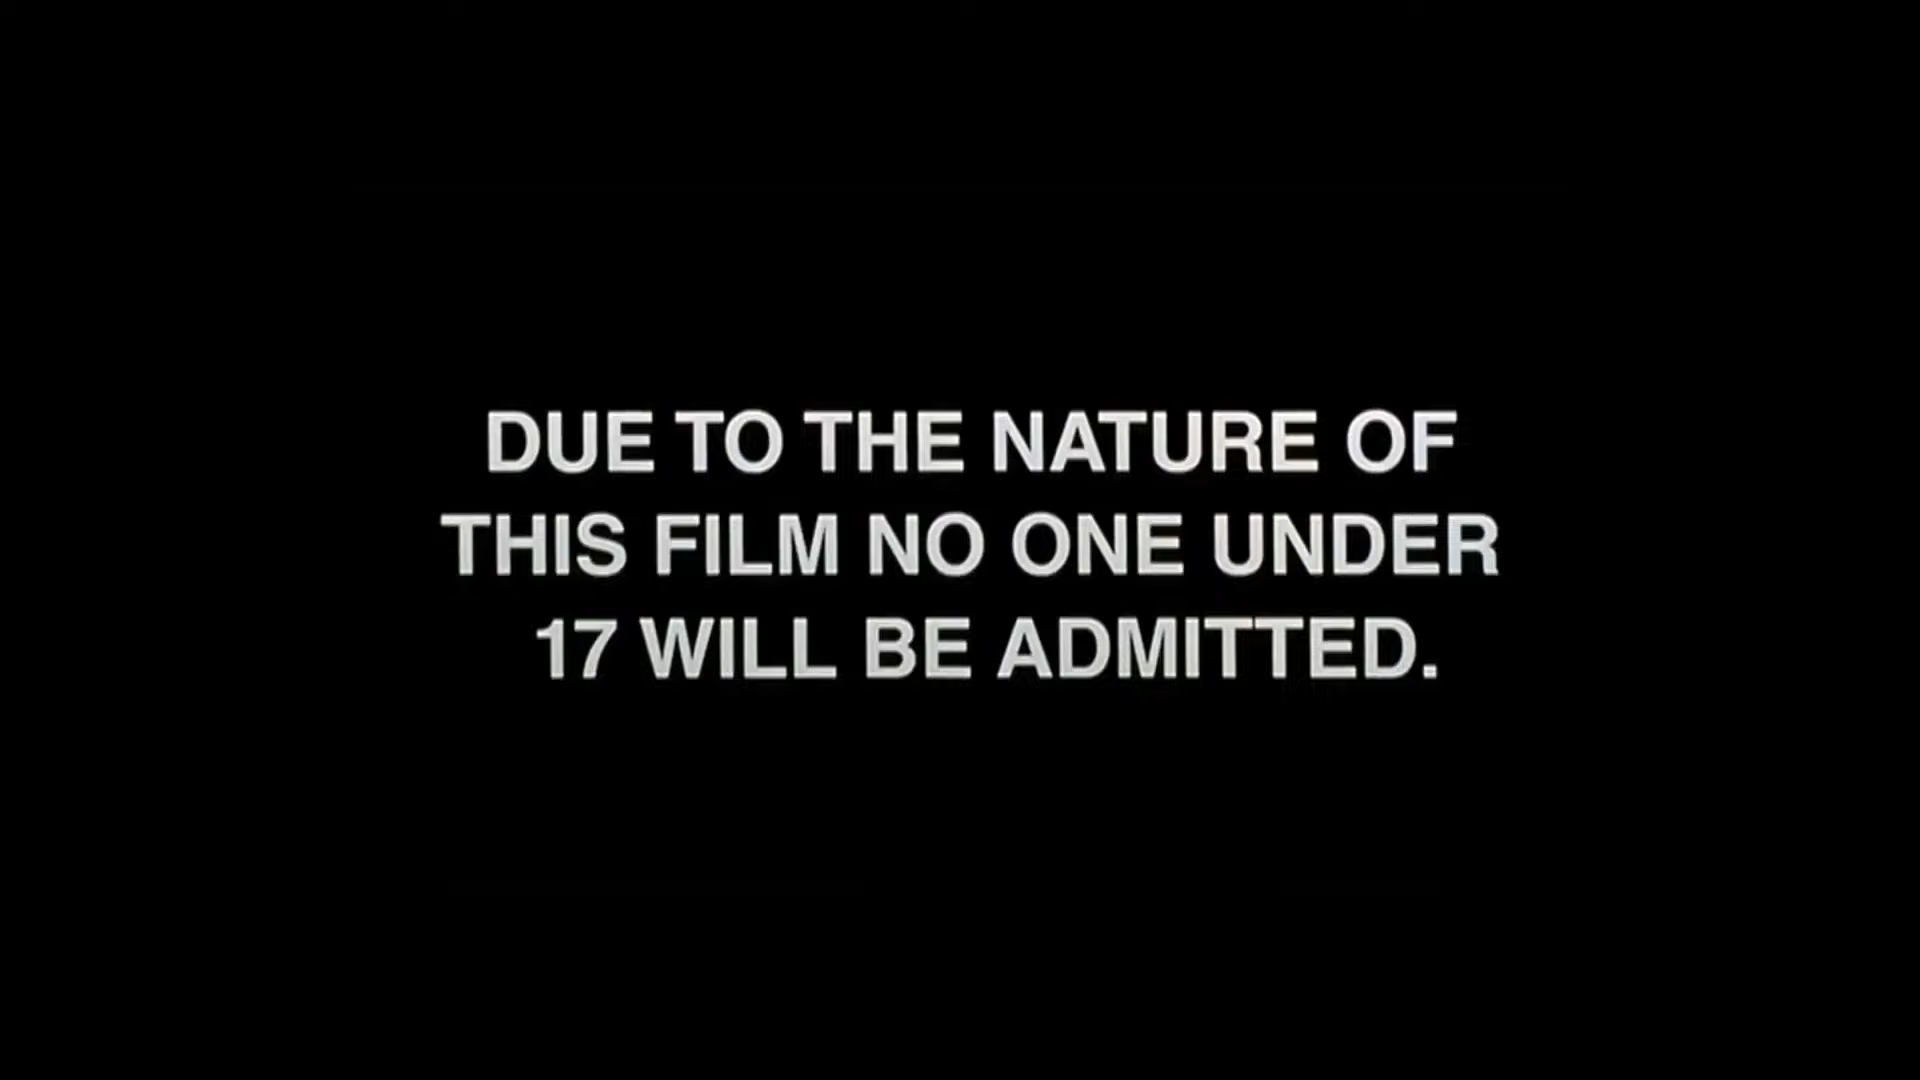 DUE TO THE NATURE OF
THIS FILM NO ONE UNDER
17 WILL BE ADMITTED.